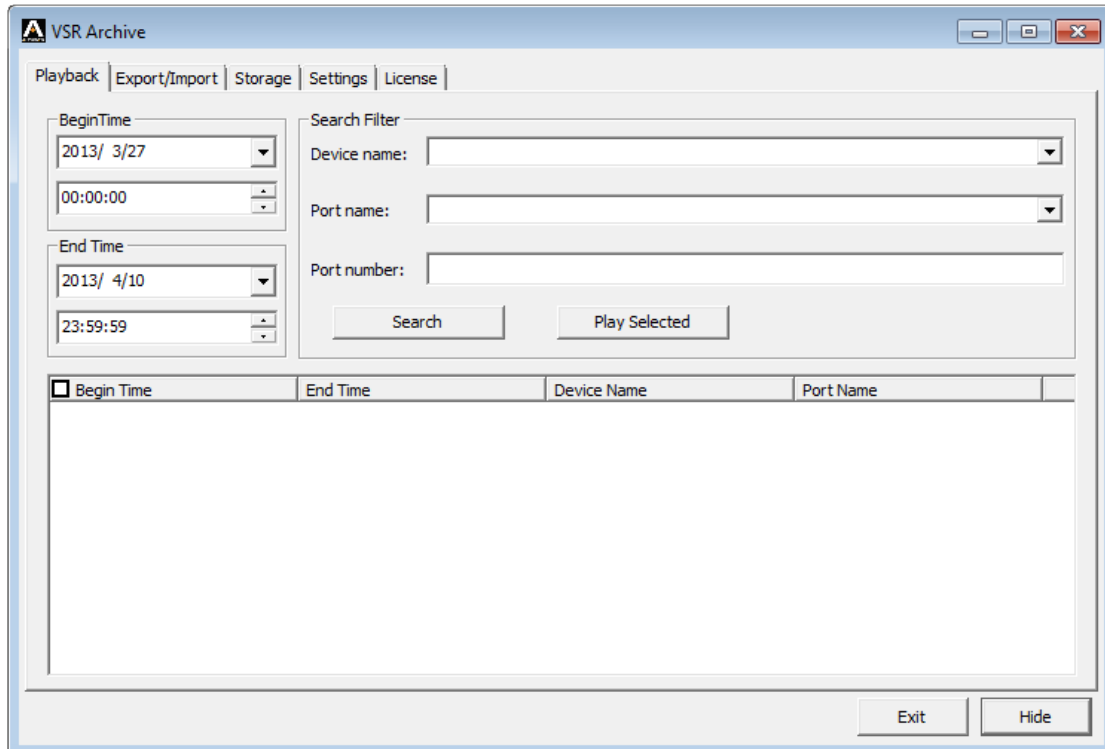 VSR Archive
Playback Export/Import Storage Settings License
BeginTime
2013/ 3/27
00:00:00
End Time
2013/ 4/10
23:59:59
Search Filter
Device name:
Port name:
Port number:
Search Play Selected
Begin Time End Time Device Name Port Name
Exit Hide